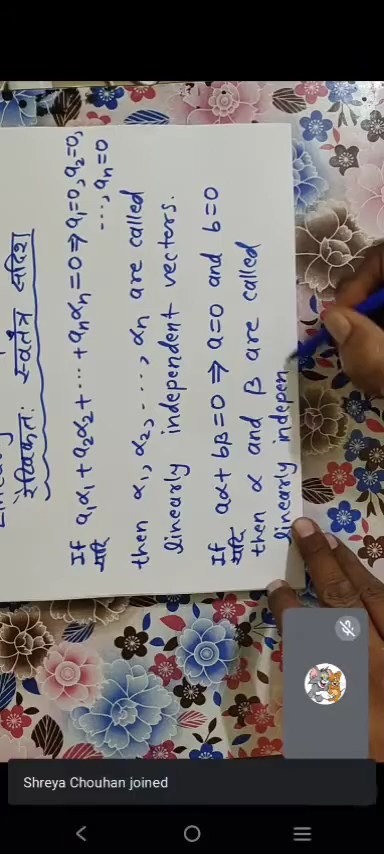 रेखिकतः स्वतंत्र सदिश
If a₁α₁ + a₂α₂ + ... + aₙαₙ = 0 ⇒ a₁=0, a₂=0,
यदि ..., aₙ=0
then α₁, α₂, ..., αₙ are called
linearly independent vectors.
If aα + bβ = 0 ⇒ a=0 and b=0
यदि
then α and β are called
linearly indepen
Shreya Chouhan joined